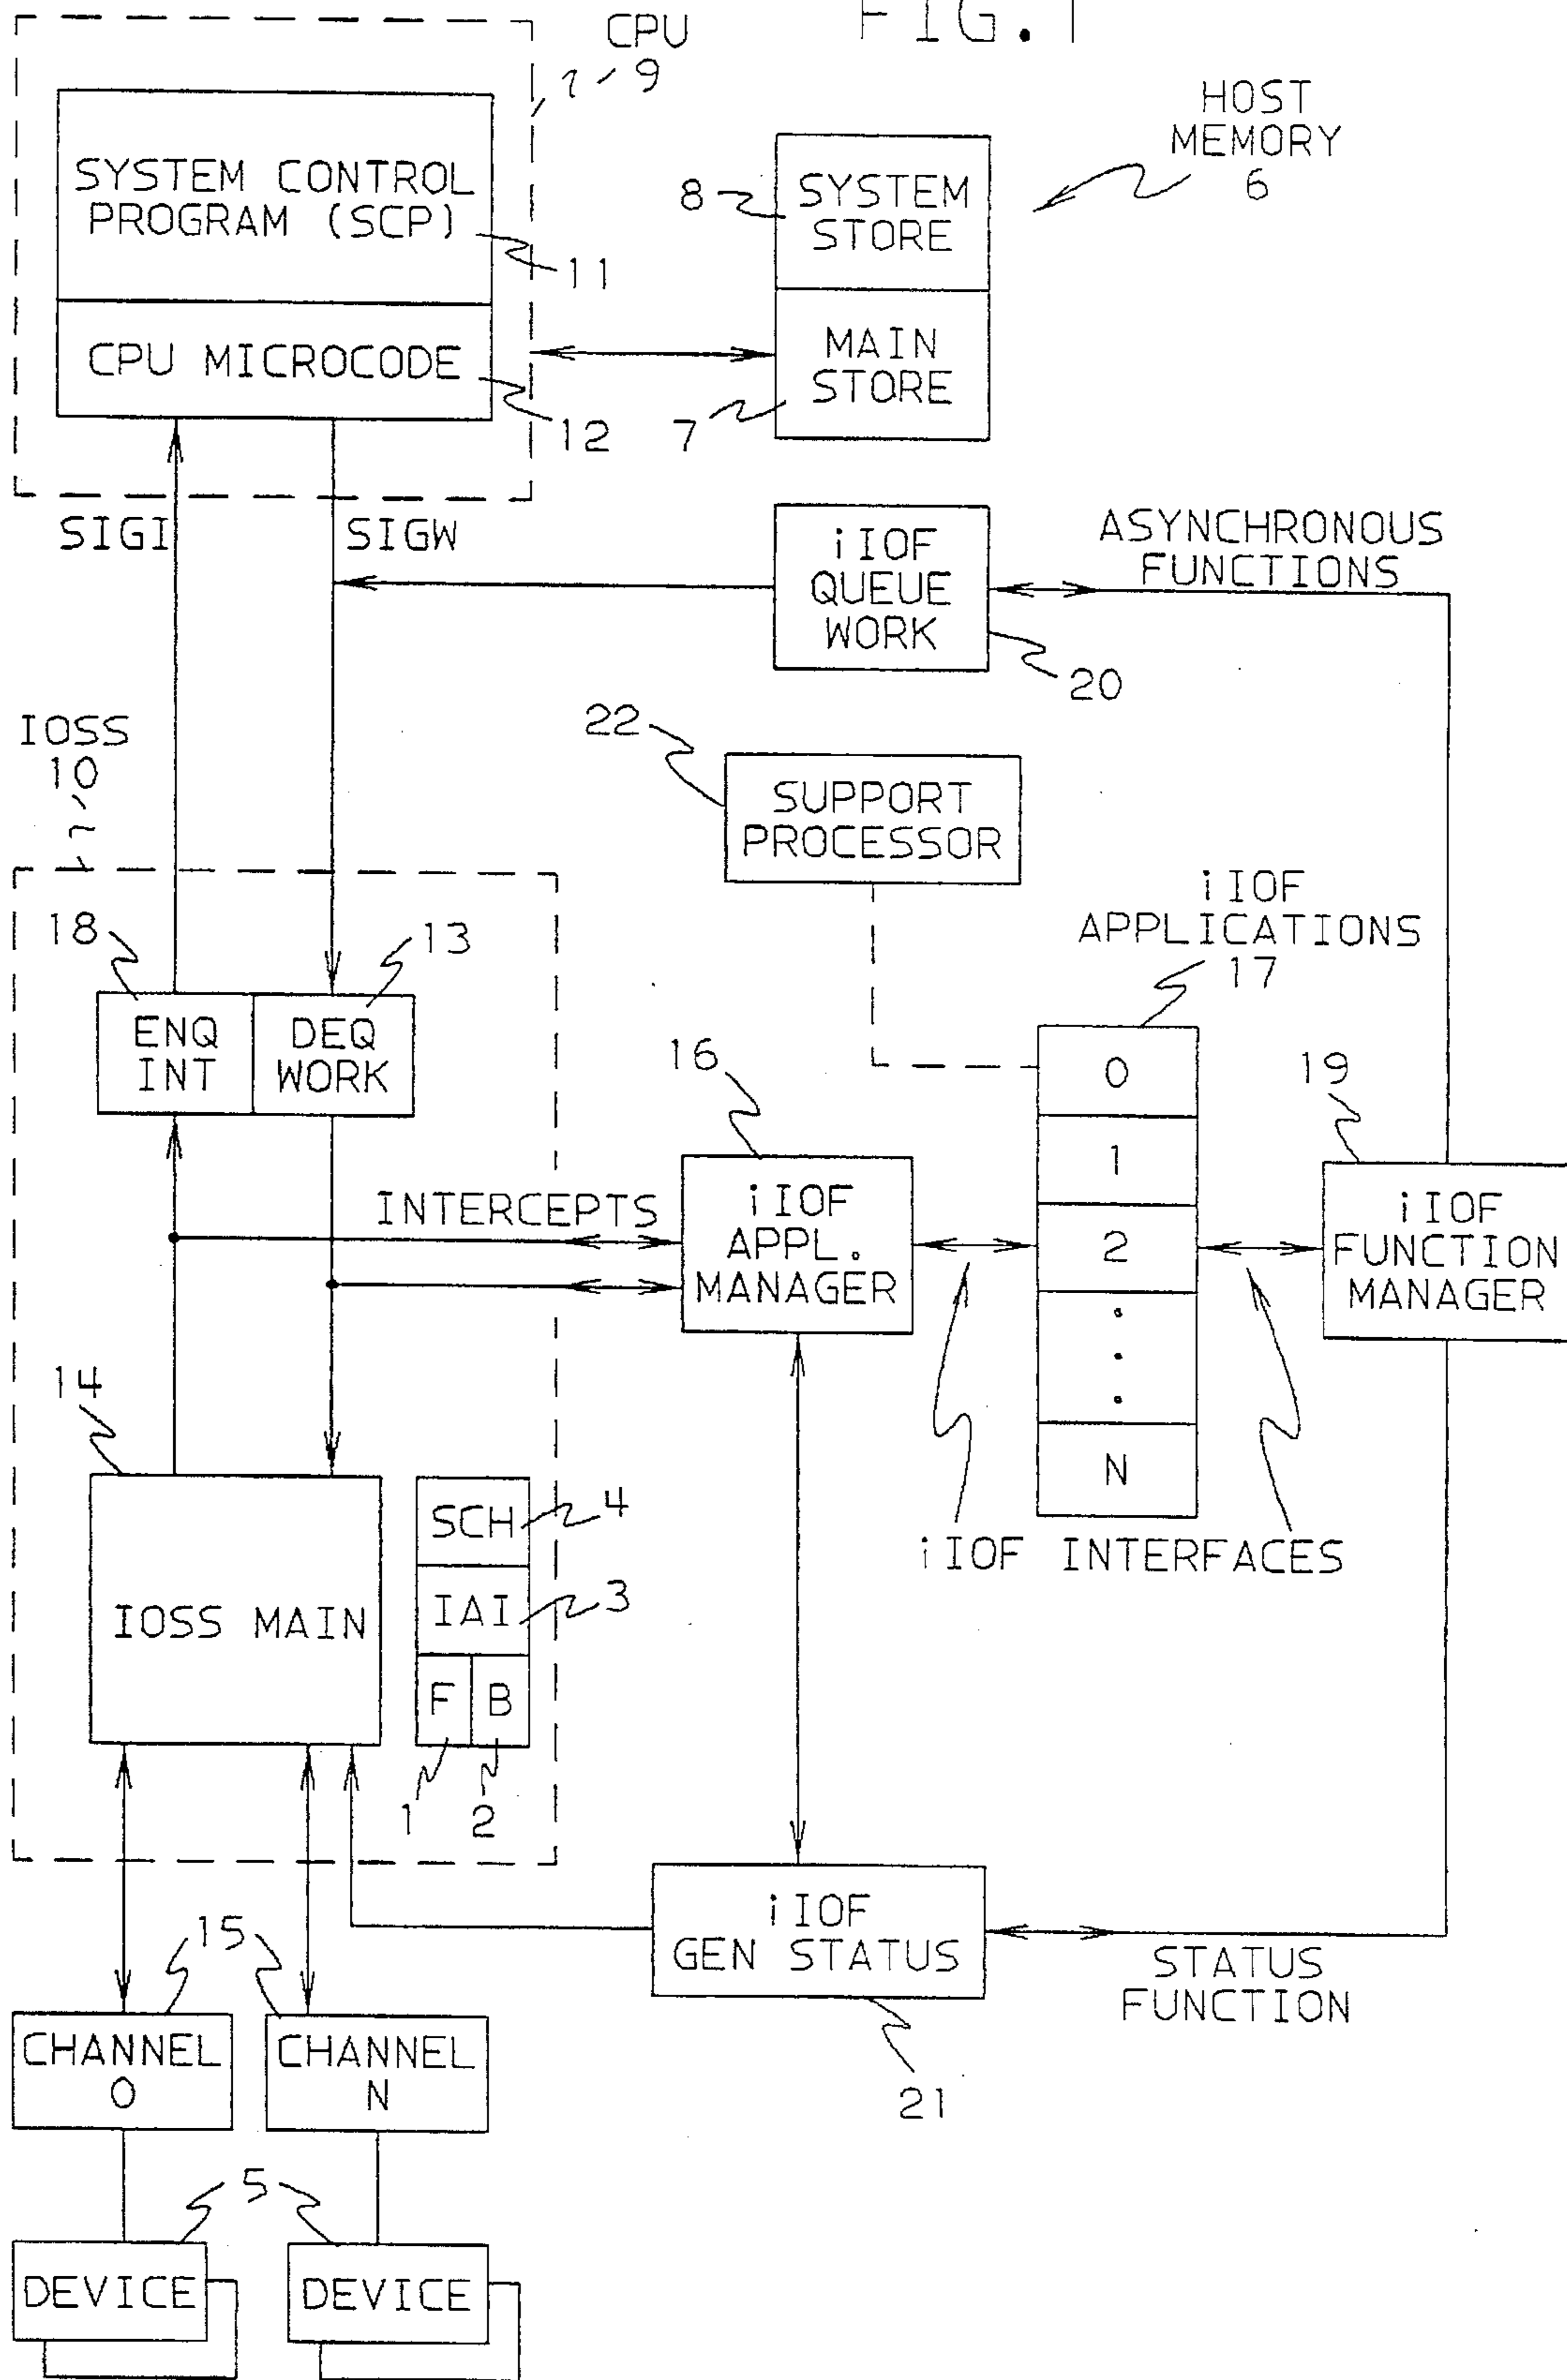 FIG. 1
CPU
9
HOST
MEMORY
6
SYSTEM CONTROL
PROGRAM (SCP)
11
8
SYSTEM
STORE
CPU MICROCODE
12
MAIN
STORE
7
SIGI
SIGW
iIOF
QUEUE
WORK
20
ASYNCHRONOUS
FUNCTIONS
IOSS
10
22
SUPPORT
PROCESSOR
iIOF
APPLICATIONS
17
18
13
ENQ
INT
DEQ
WORK
16
0
1
2
N
19
INTERCEPTS
iIOF
APPL.
MANAGER
iIOF
FUNCTION
MANAGER
14
SCH
4
IAI
3
F
B
1
2
IOSS MAIN
iIOF INTERFACES
iIOF
GEN STATUS
21
STATUS
FUNCTION
15
CHANNEL
0
CHANNEL
N
5
DEVICE
DEVICE